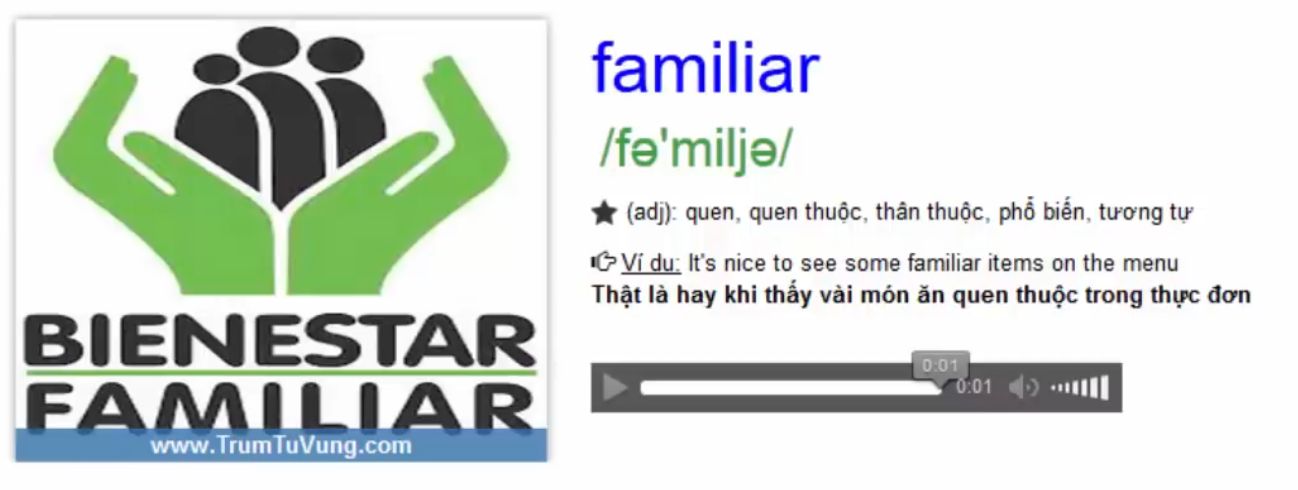 BIENESTAR
FAMILIAR
www.TrumTuVung.com
familiar
/fə'miljə/
(adj): quen, quen thuộc, thân thuộc, phổ biến, tương tự
Ví dụ: It's nice to see some familiar items on the menu
Thật là hay khi thấy vài món ăn quen thuộc trong thực đơn
0:01
0:01